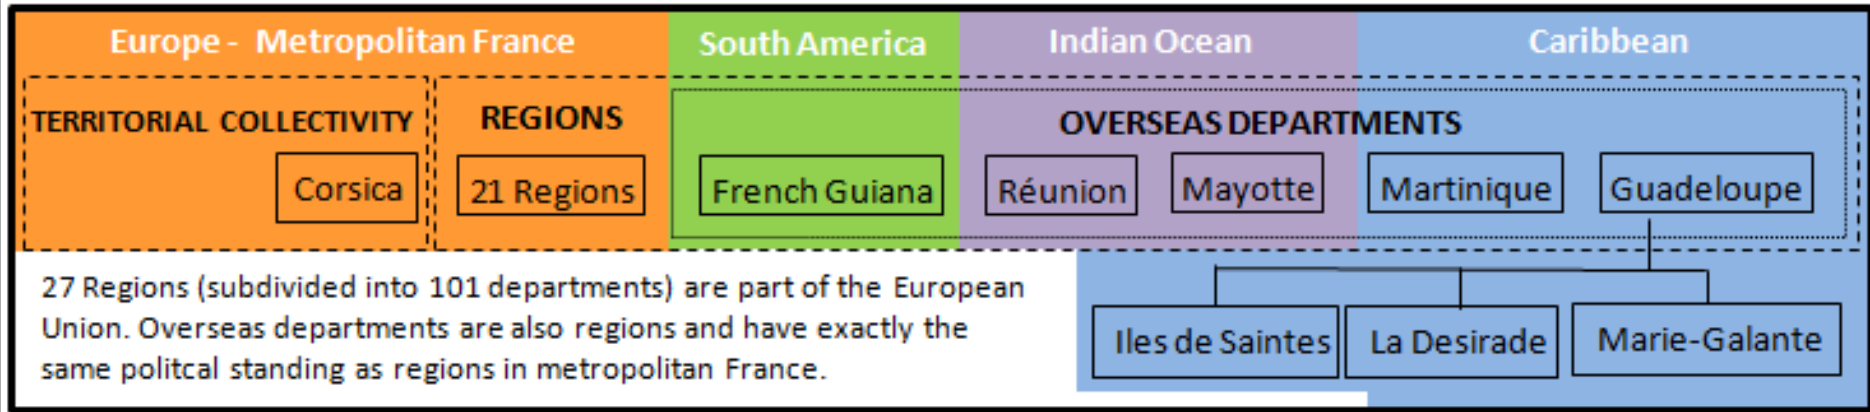 Europe - Metropolitan France
South America
Indian Ocean
Caribbean
TERRITORIAL COLLECTIVITY
REGIONS
OVERSEAS DEPARTMENTS
Corsica
21 Regions
French Guiana
Réunion
Mayotte
Martinique
Guadeloupe
27 Regions (subdivided into 101 departments) are part of the European
Union. Overseas departments are also regions and have exactly the
same politcal standing as regions in metropolitan France.
Iles de Saintes
La Desirade
Marie-Galante